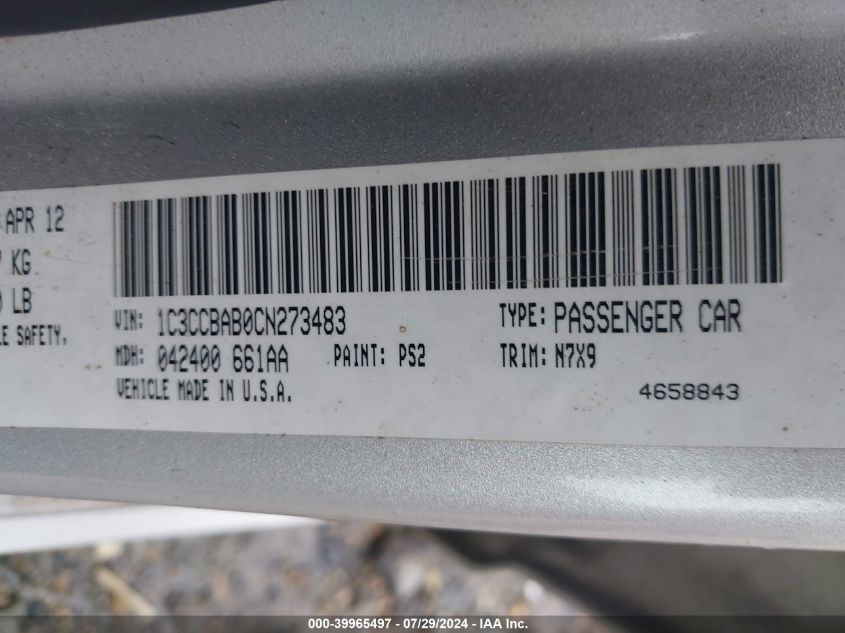 APR 12
KG
LB
SAFETY.
VIN: 1C3CCBAB0CN273483 TYPE: PASSENGER CAR
MDH: 042400 661AA PAINT: PS2 TRIM: N7X9
VEHICLE MADE IN U.S.A.
4658843
000-39965497 - 07/29/2024 - IAA Inc.